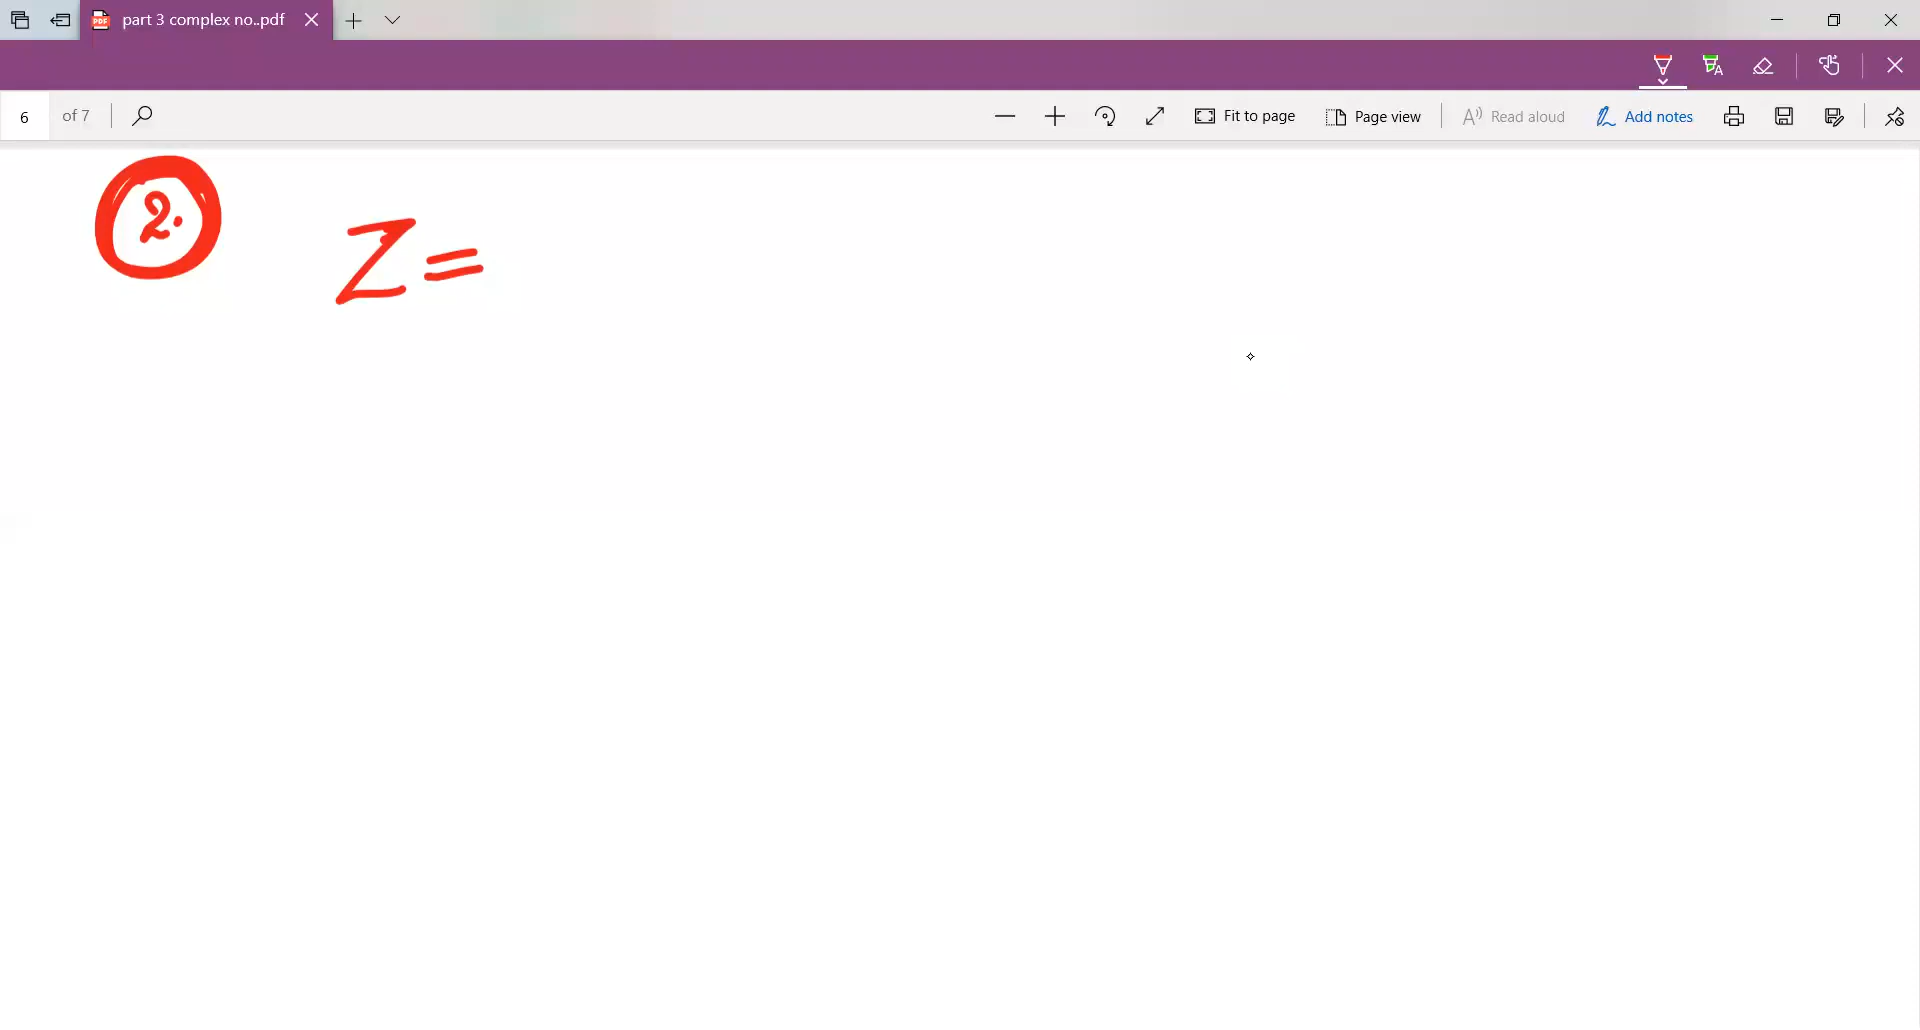 part 3 complex no..pdf
6 of 7
Fit to page
Page view
Read aloud
Add notes
2.
Z=